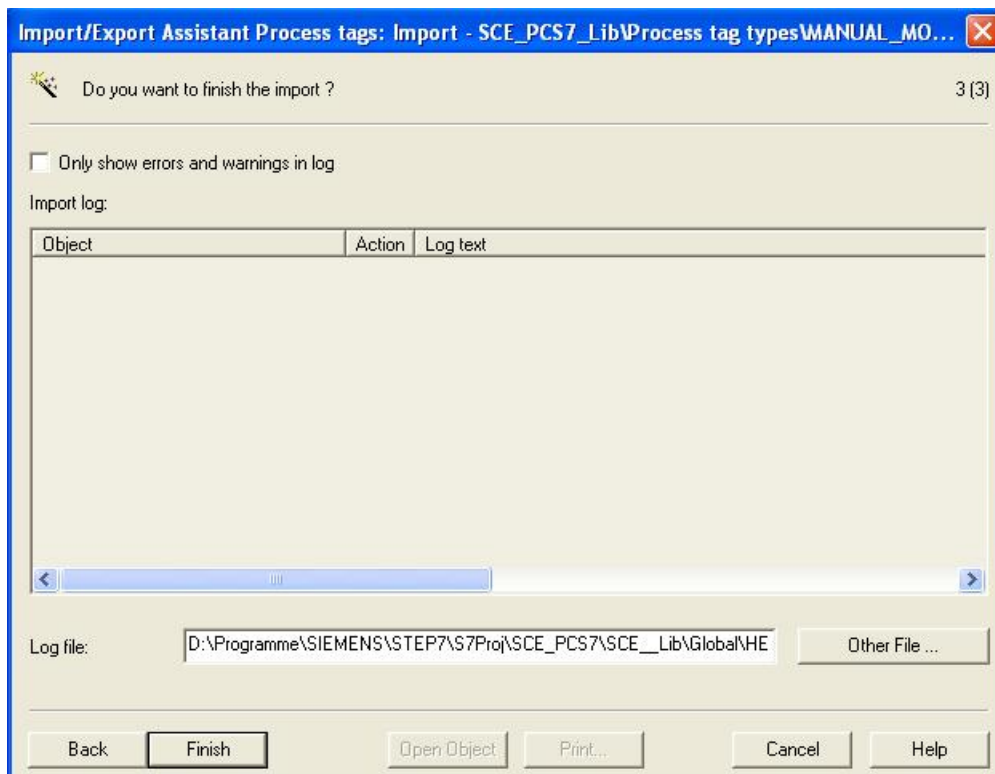 Import/Export Assistant Process tags: Import - SCE_PCS7_Lib\Process tag types\MANUAL_MO...
Do you want to finish the import ?
3 (3)
Only show errors and warnings in log
Import log:
Object Action Log text
Log file: D:\Programme\SIEMENS\STEP7\S7Proj\SCE_PCS7\SCE__Lib\Global\HE Other File ...
Back Finish Open Object Print... Cancel Help